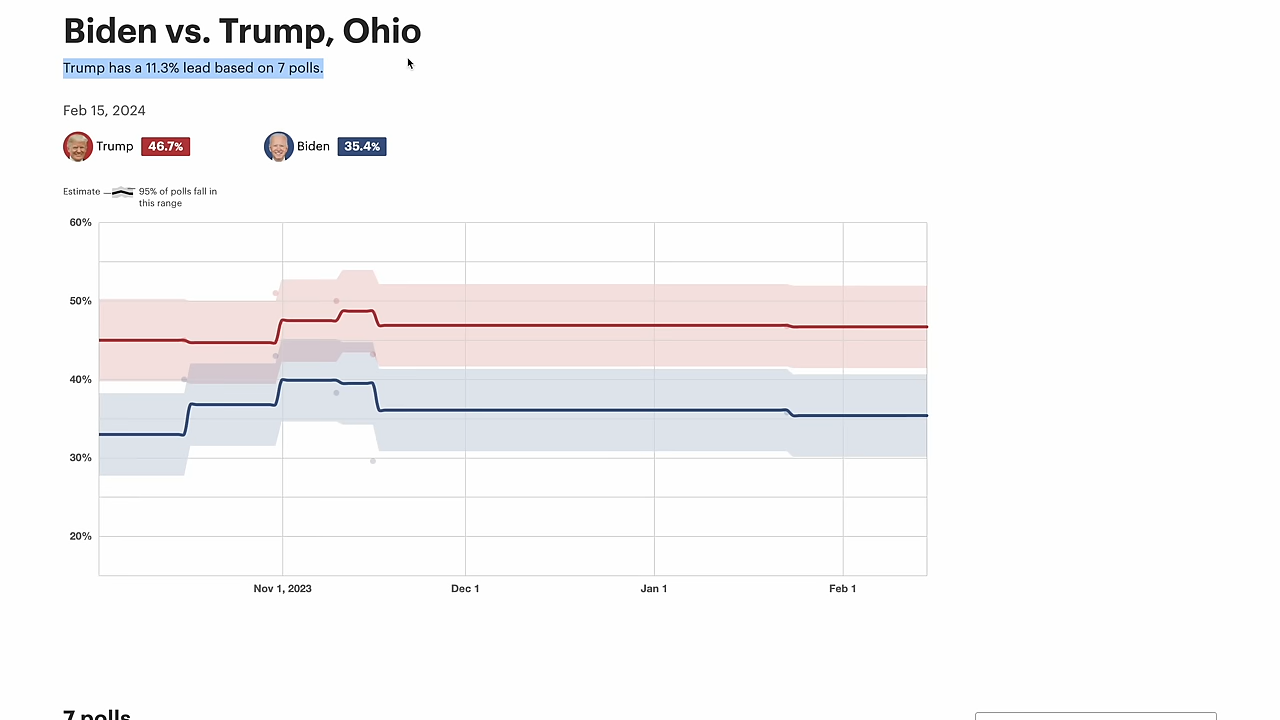 Biden vs. Trump, Ohio
Trump has a 11.3% lead based on 7 polls.
Feb 15, 2024
Trump 46.7% Biden 35.4%
Estimate 95% of polls fall in
this range
60%
50%
40%
30%
20%
Nov 1, 2023 Dec 1 Jan 1 Feb 1
7 polls